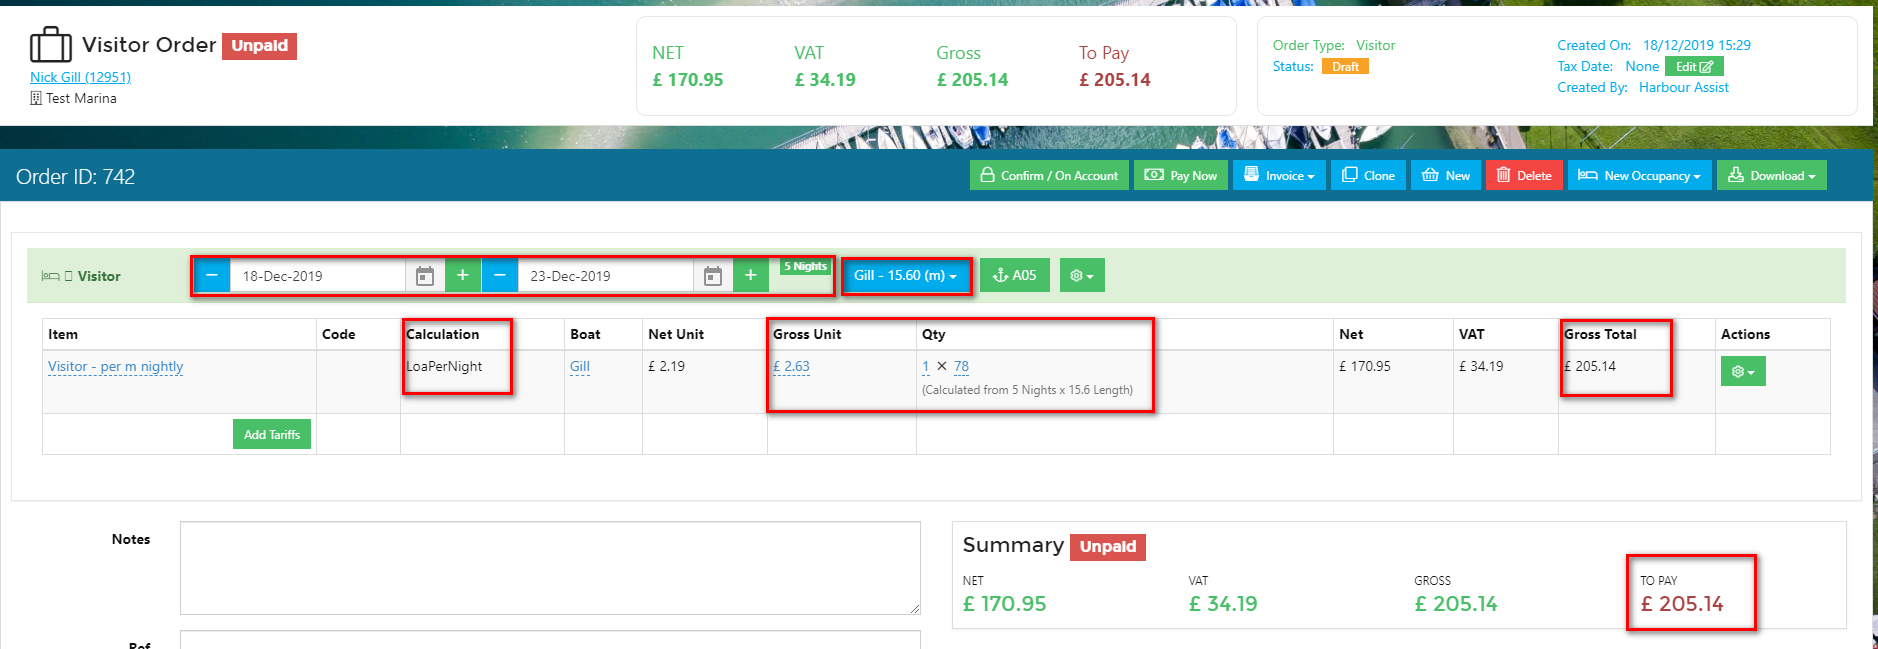 Visitor Order Unpaid
Nick Gill (12951)
Test Marina
NET VAT Gross To Pay
£ 170.95 £ 34.19 £ 205.14 £ 205.14
Order Type: Visitor
Status: Draft
Created On: 18/12/2019 15:29
Tax Date: None Edit
Created By: Harbour Assist
Order ID: 742
Confirm / On Account Pay Now Invoice Clone New Delete New Occupancy Download
Visitor 18-Dec-2019 + 23-Dec-2019 + 5 Nights Gill - 15.60 (m) A05
Item Code Calculation Boat Net Unit Gross Unit Qty Net VAT Gross Total Actions
Visitor - per m nightly LoaPerNight Gill £ 2.19 £ 2.63 1 × 78 £ 170.95 £ 34.19 £ 205.14
(Calculated from 5 Nights x 15.6 Length)
Add Tariffs
Notes
Summary Unpaid
NET VAT GROSS TO PAY
£ 170.95 £ 34.19 £ 205.14 £ 205.14
Ref